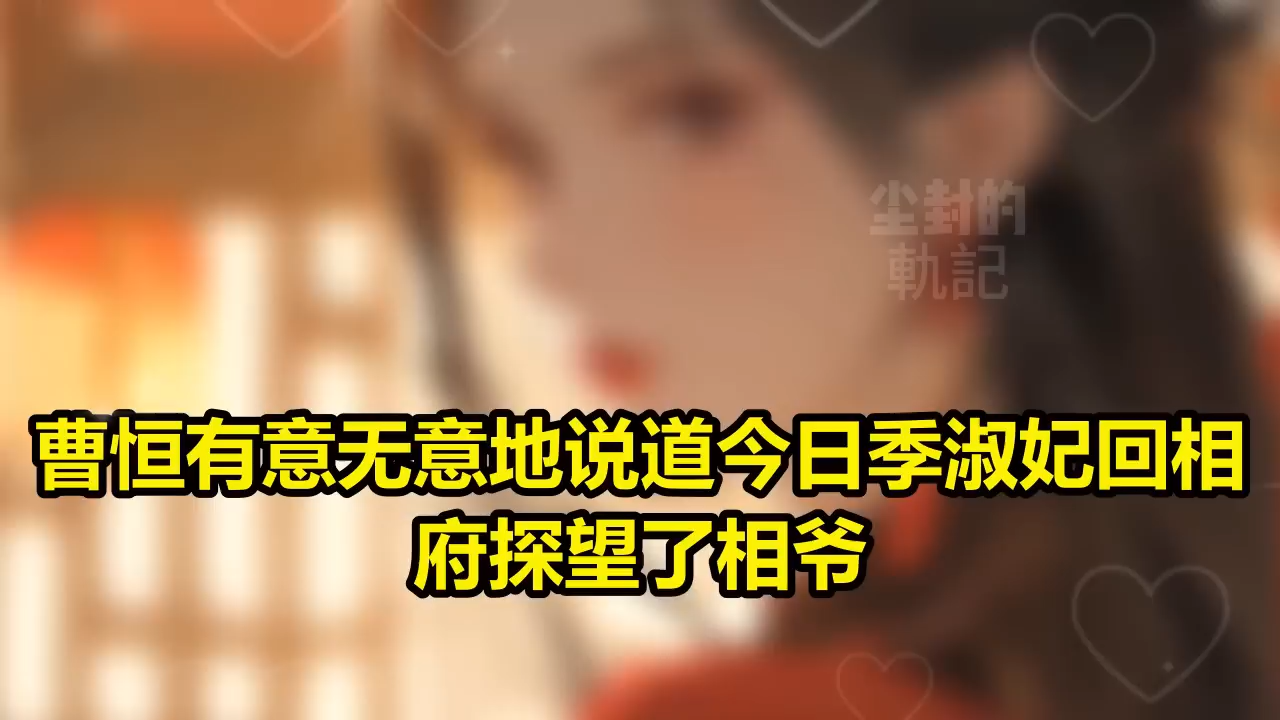 尘封的
軌記
曹恒有意无意地说道今日季淑妃回相
府探望了相爷